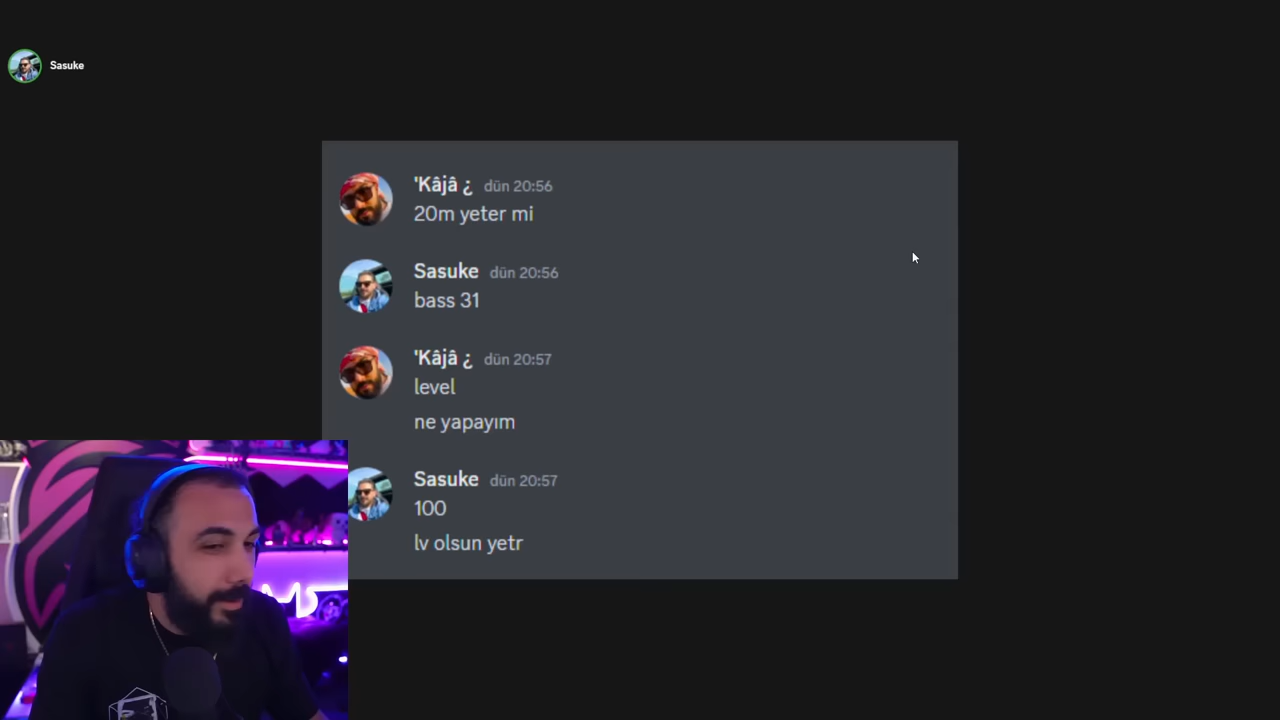 Sasuke
'Kâjâ ¿ dün 20:56
20m yeter mi
Sasuke dün 20:56
bass 31
'Kâjâ ¿ dün 20:57
level
ne yapayım
Sasuke dün 20:57
100
lv olsun yetr